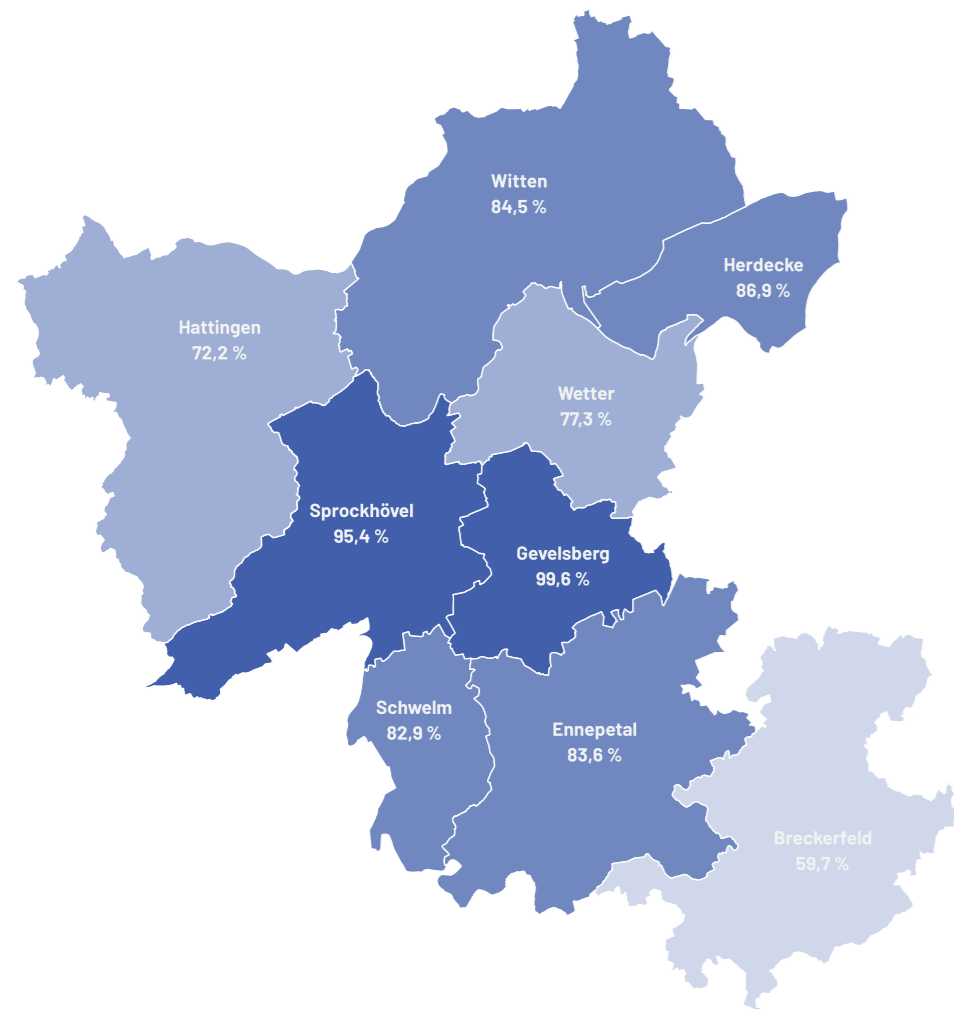 Witten
84,5 %
Herdecke
86,9 %
Hattingen
72,2 %
Wetter
77,3 %
Sprockhövel
95,4 %
Gevelsberg
99,6 %
Schwelm
82,9 %
Ennepetal
83,6 %
Breckerfeld
59,7 %